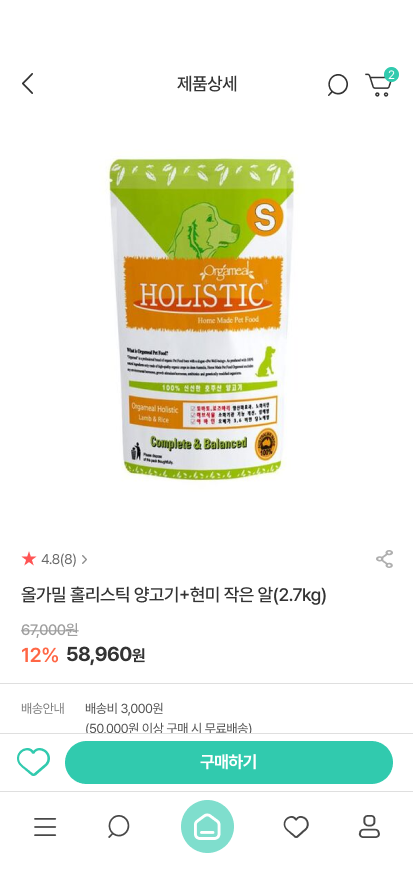 제품상세
2
S
Orgameal
HOLISTIC
Home Made Pet Food
What is Orgameal Pet Food?
100% 신선한 호주산 양고기
Orgameal Holistic
Lamb & Rice
Complete & Balanced
★ 4.8(8) >
올가밀 홀리스틱 양고기+현미 작은 알(2.7kg)
67,000원
12% 58,960원
배송안내 배송비 3,000원
(50,000원 이상 구매 시 무료배송)
구매하기